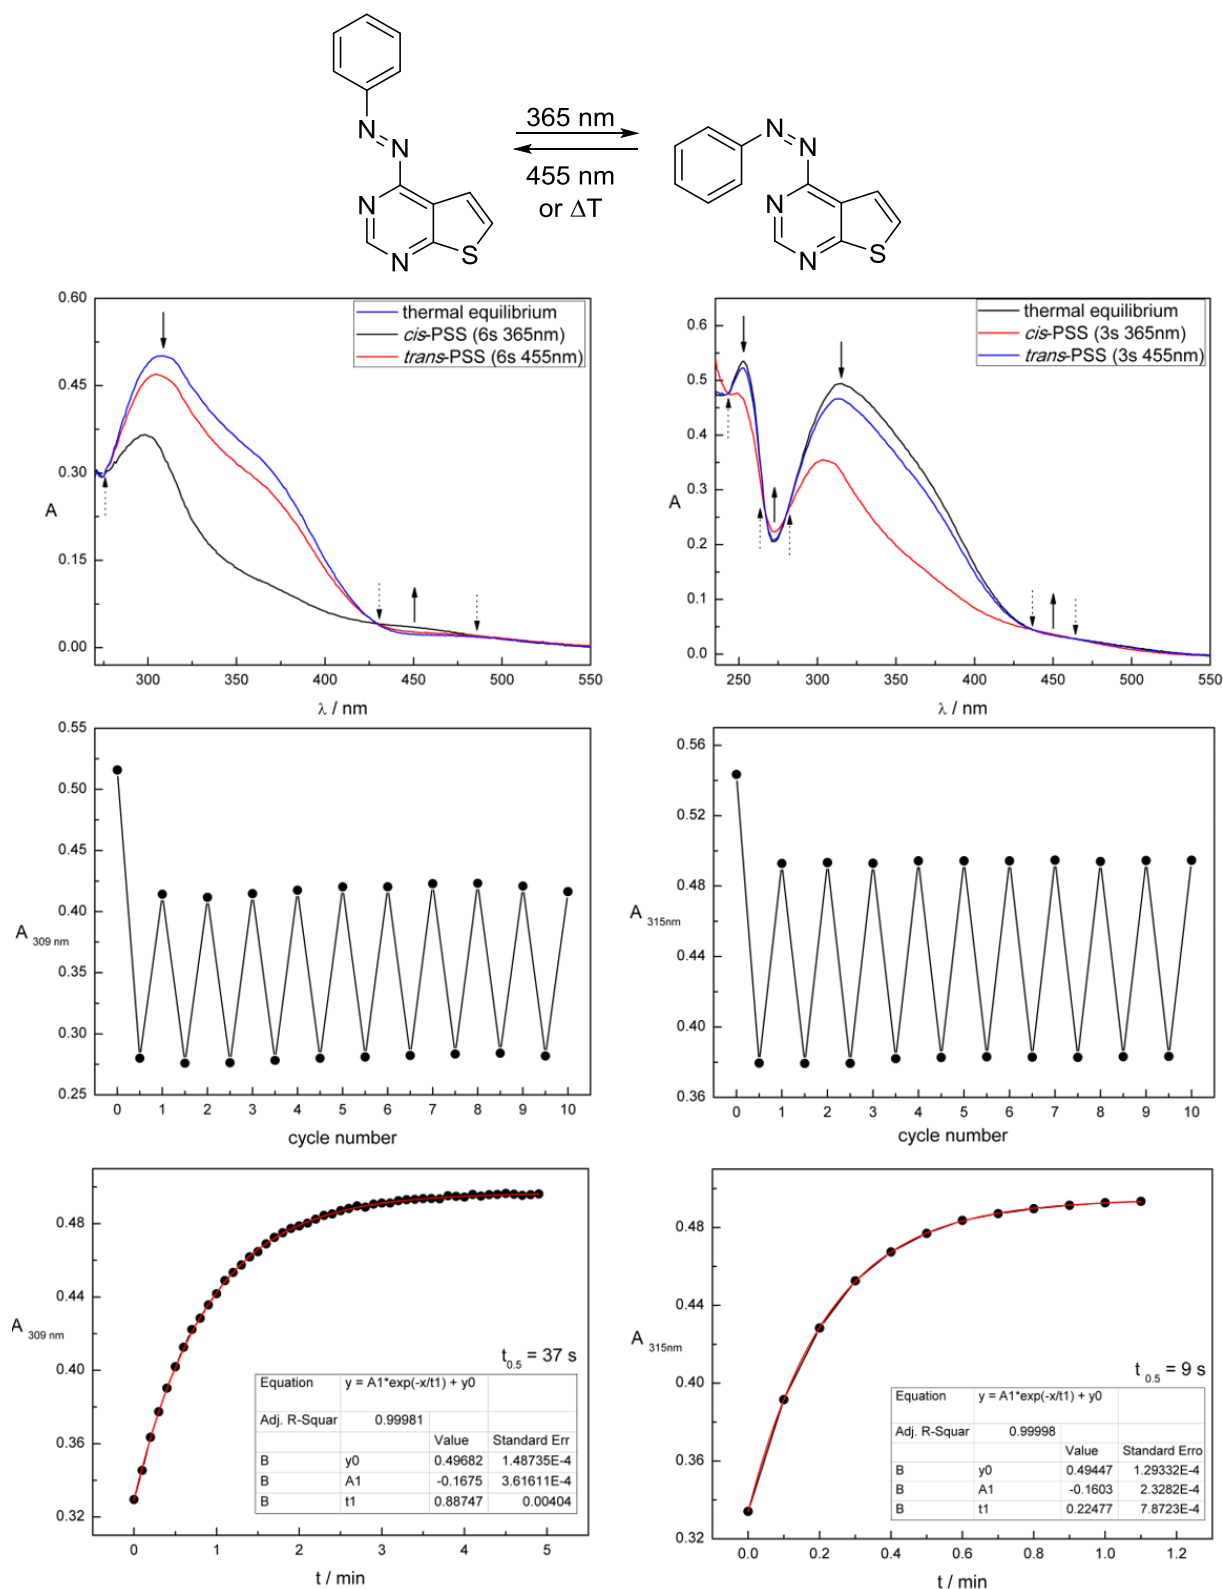 N
N
N
N
S
365 nm
455 nm
or ΔT
N
N
N
N
S
thermal equilibrium
cis-PSS (6s 365nm)
trans-PSS (6s 455nm)
0.60
0.45
0.30
0.15
0.00
A
300
350
400
450
500
550
λ / nm
thermal equilibrium
cis-PSS (3s 365nm)
trans-PSS (3s 455nm)
0.6
0.5
0.4
0.3
0.2
0.1
0.0
A
250
300
350
400
450
500
550
λ / nm
0.55
0.50
0.45
0.40
0.35
0.30
0.25
A 309 nm
0
1
2
3
4
5
6
7
8
9
10
cycle number
0.56
0.52
0.48
0.44
0.40
0.36
A 315nm
0
1
2
3
4
5
6
7
8
9
10
cycle number
0.48
0.44
0.40
0.36
0.32
A 309 nm
t0.5 = 37 s
Equation y = A1*exp(-x/t1) + y0
Adj. R-Squar 0.99981
Value Standard Err
B y0 0.49682 1.48735E-4
B A1 -0.1675 3.61611E-4
B t1 0.88747 0.00404
0
1
2
3
4
5
t / min
0.48
0.44
0.40
0.36
0.32
A 315nm
t 0.5 = 9 s
Equation y = A1*exp(-x/t1) + y0
Adj. R-Squar 0.99998
Value Standard Erro
B y0 0.49447 1.29332E-4
B A1 -0.1603 2.3282E-4
B t1 0.22477 7.8723E-4
0.0
0.2
0.4
0.6
0.8
1.0
1.2
t / min